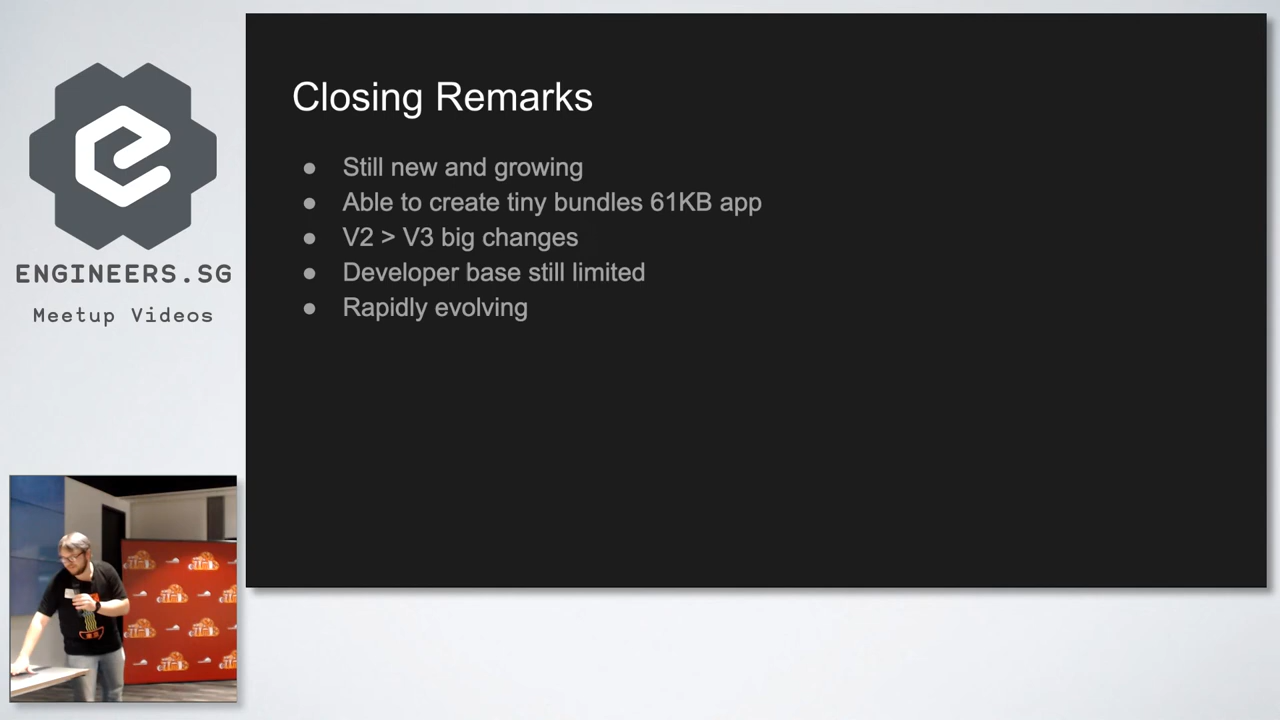 ENGINEERS.SG
Meetup Videos
Closing Remarks
● Still new and growing
● Able to create tiny bundles 61KB app
● V2 > V3 big changes
● Developer base still limited
● Rapidly evolving